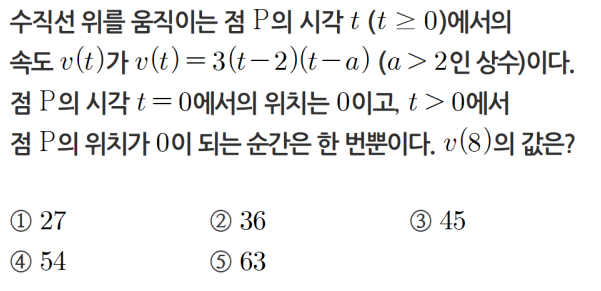 수직선 위를 움직이는 점 P의 시각 t (t ≥ 0)에서의
속도 v(t)가 v(t)=3(t-2)(t-a) (a>2인 상수)이다.
점 P의 시각 t=0에서의 위치는 0이고, t>0에서
점 P의 위치가 0이 되는 순간은 한 번뿐이다. v(8)의 값은?
① 27 ② 36 ③ 45
④ 54 ⑤ 63